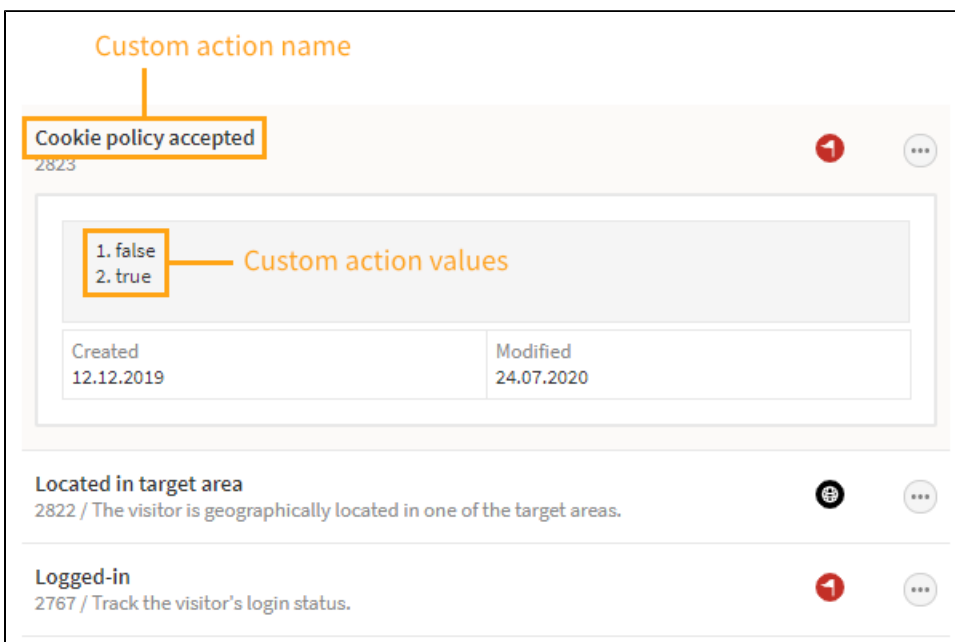 Custom action name
Cookie policy accepted
2823
1. false
2. true
Custom action values
Created
12.12.2019
Modified
24.07.2020
Located in target area
2822 / The visitor is geographically located in one of the target areas.
Logged-in
2767 / Track the visitor's login status.